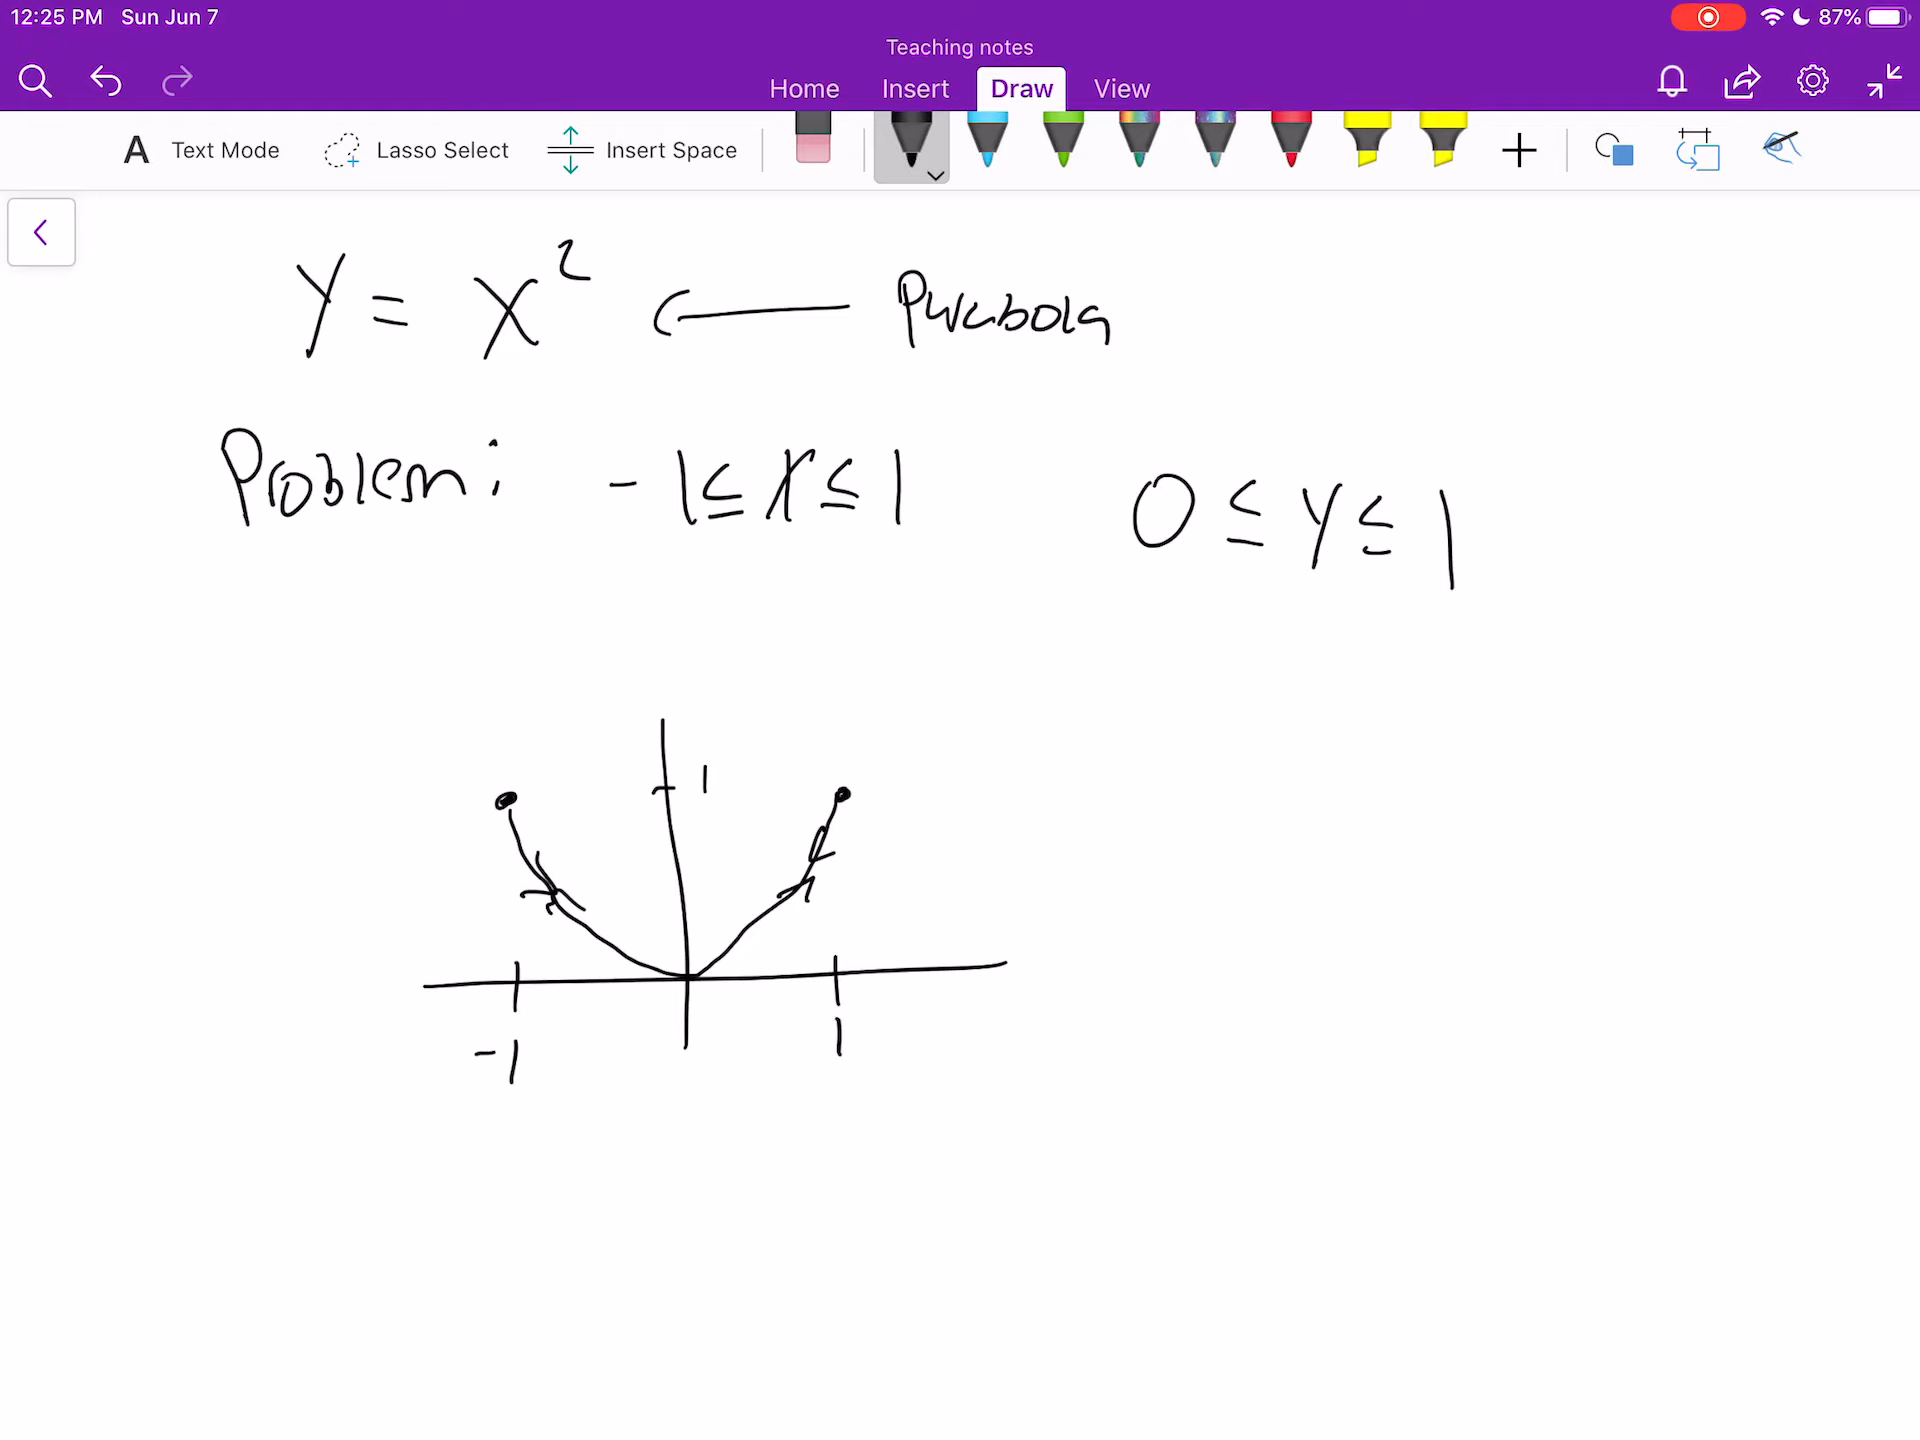 12:25 PM Sun Jun 7 87%
Teaching notes
Home Insert Draw View
A Text Mode Lasso Select Insert Space
y = x² ← Parabola
Problem: -1 ≤ x ≤ 1 0 ≤ y ≤ 1
1
-1 1